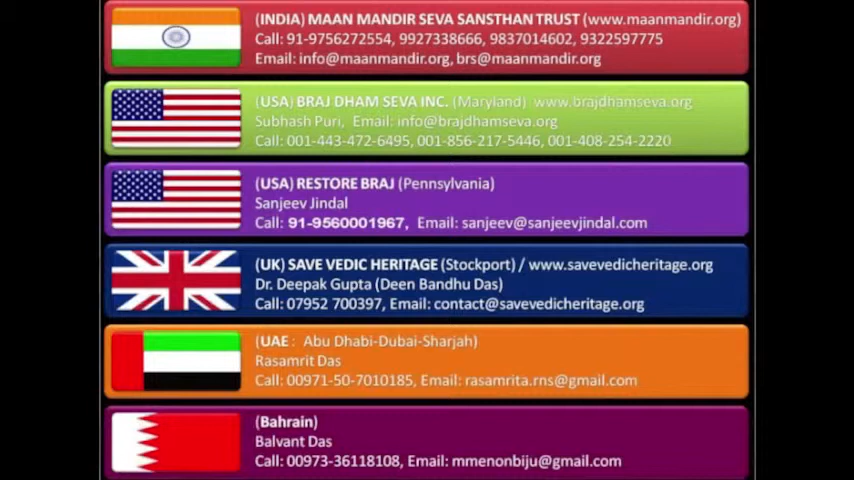 (INDIA) MAAN MANDIR SEVA SANSTHAN TRUST (www.maanmandir.org)
Call: 91-9756272554, 9927338666, 9837014602, 9322597775
Email: info@maanmandir.org, brs@maanmandir.org
(USA) BRAJ DHAM SEVA INC. (Maryland) www.brajdhamseva.org
Subhash Puri, Email: info@brajdhamseva.org
Call: 001-443-472-6495, 001-856-217-5446, 001-408-254-2220
(USA) RESTORE BRAJ (Pennsylvania)
Sanjeev Jindal
Call: 91-9560001967, Email: sanjeev@sanjeevjindal.com
(UK) SAVE VEDIC HERITAGE (Stockport) / www.savevedicheritage.org
Dr. Deepak Gupta (Deen Bandhu Das)
Call: 07952 700397, Email: contact@savevedicheritage.org
(UAE : Abu Dhabi-Dubai-Sharjah)
Rasamrit Das
Call: 00971-50-7010185, Email: rasamrita.rns@gmail.com
(Bahrain)
Balvant Das
Call: 00973-36118108, Email: mmenonbiju@gmail.com